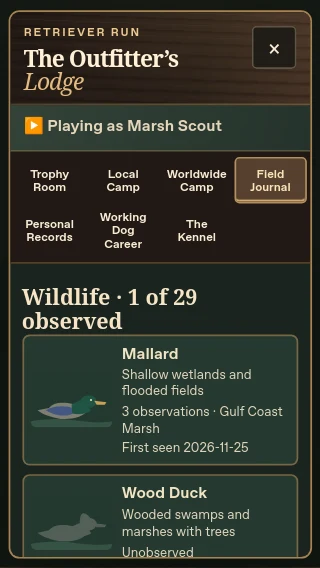 RETRIEVER RUN
The Outfitter's
Lodge
×
▶️ Playing as Marsh Scout
Trophy
Room
Local
Camp
Worldwide
Camp
Field
Journal
Personal
Records
Working
Dog
Career
The
Kennel
Wildlife · 1 of 29
observed
Mallard
Shallow wetlands and
flooded fields
3 observations · Gulf Coast
Marsh
First seen 2026-11-25
Wood Duck
Wooded swamps and
marshes with trees
Unobserved